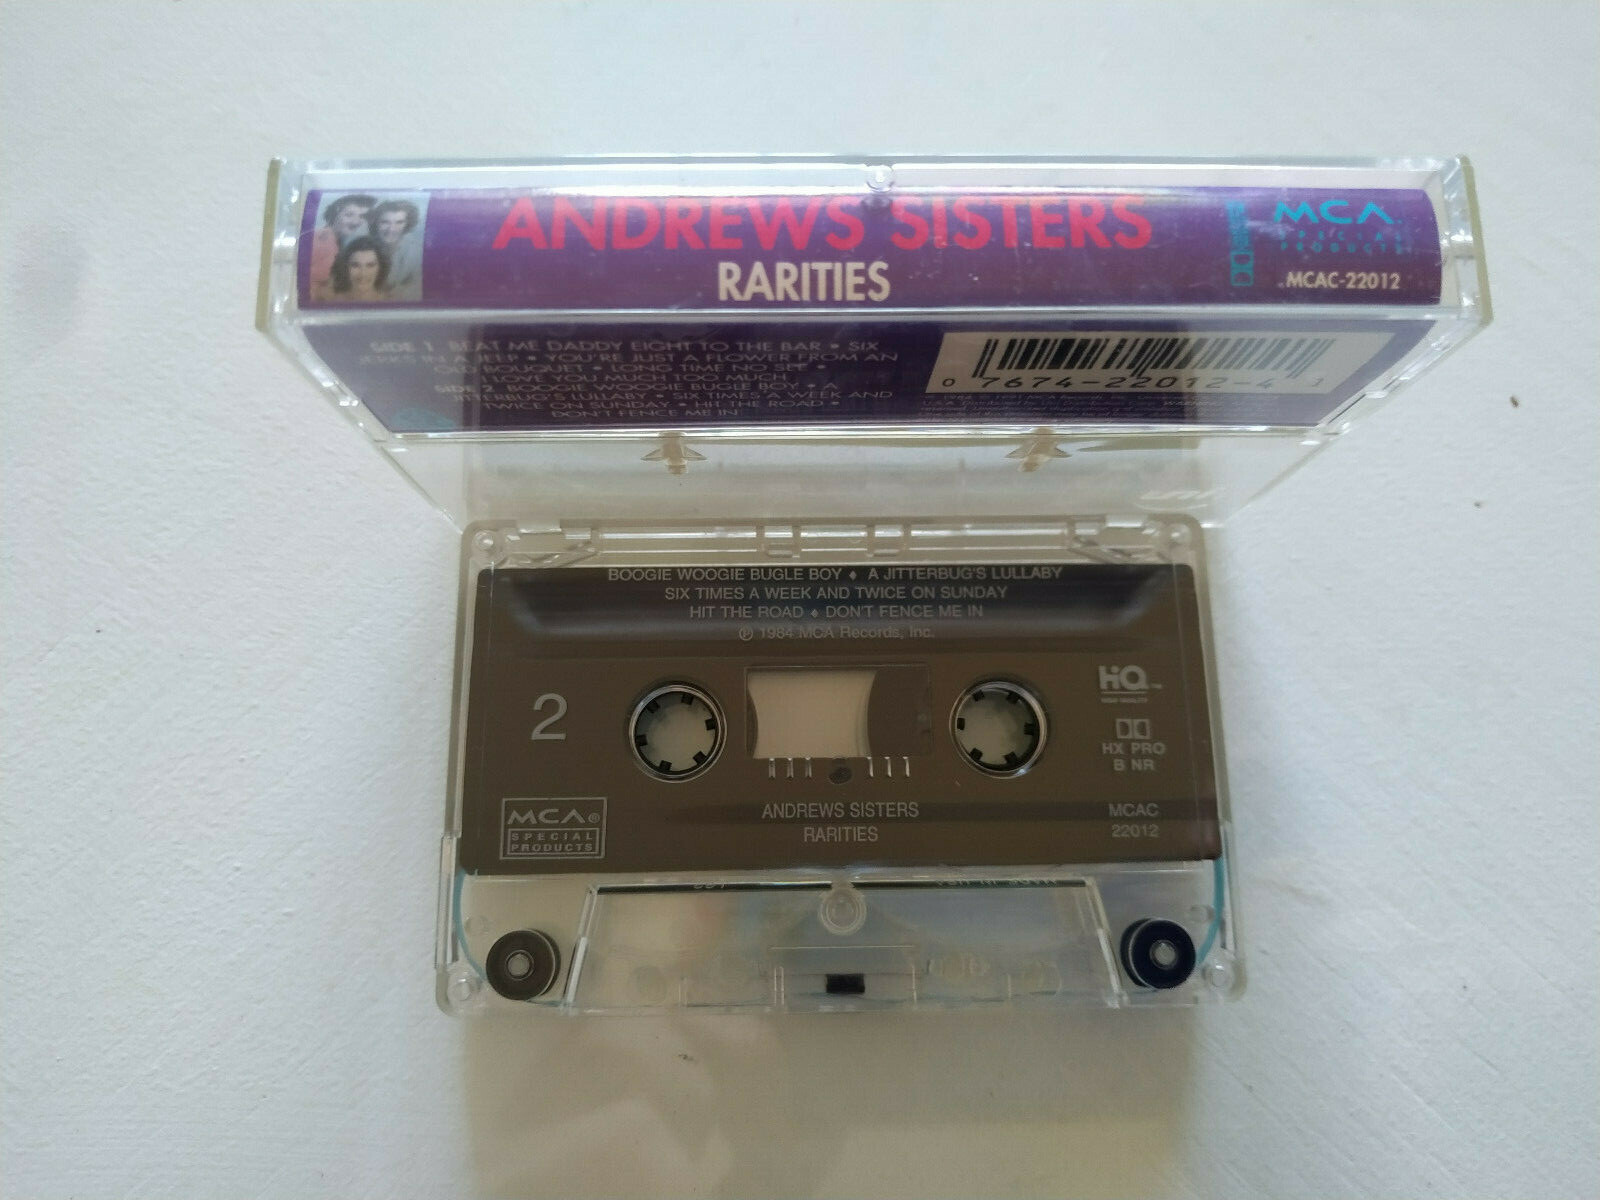 ANDREWS SISTERS
RARITIES
MCA
SPECIAL
PRODUCTS
MCAC-22012
SIDE 1 BEAT ME DADDY EIGHT TO THE BAR • SIX
JERKS IN A JEEP • YOU'RE JUST A FLOWER FROM AN
OLD BOUQUET • LONG TIME NO SEE •
I LOVE YOU MUCH TOO MUCH
SIDE 2 BOOGIE WOOGIE BUGLE BOY • A
JITTERBUG'S LULLABY • SIX TIMES A WEEK AND
TWICE ON SUNDAY • HIT THE ROAD •
DON'T FENCE ME IN
0 7674-22012-4 1
BOOGIE WOOGIE BUGLE BOY ♦ A JITTERBUG'S LULLABY
SIX TIMES A WEEK AND TWICE ON SUNDAY
HIT THE ROAD ♦ DON'T FENCE ME IN
℗ 1984 MCA Records, Inc.
2
HiQ™
HIGH QUALITY
HX PRO
B NR
MCA®
SPECIAL
PRODUCTS
ANDREWS SISTERS
RARITIES
MCAC
22012